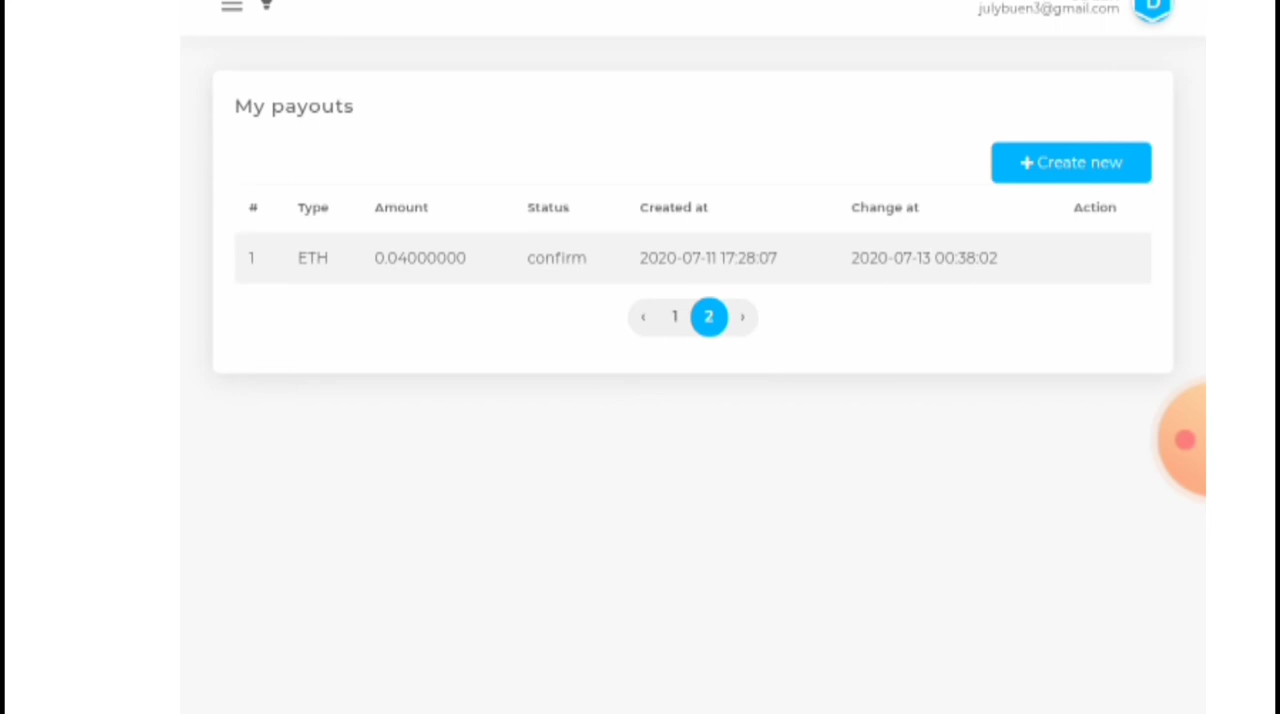 julybuen3@gmail.com
D
My payouts
+ Create new
# Type Amount Status Created at Change at Action
1 ETH 0.04000000 confirm 2020-07-11 17:28:07 2020-07-13 00:38:02
‹ 1 2 ›